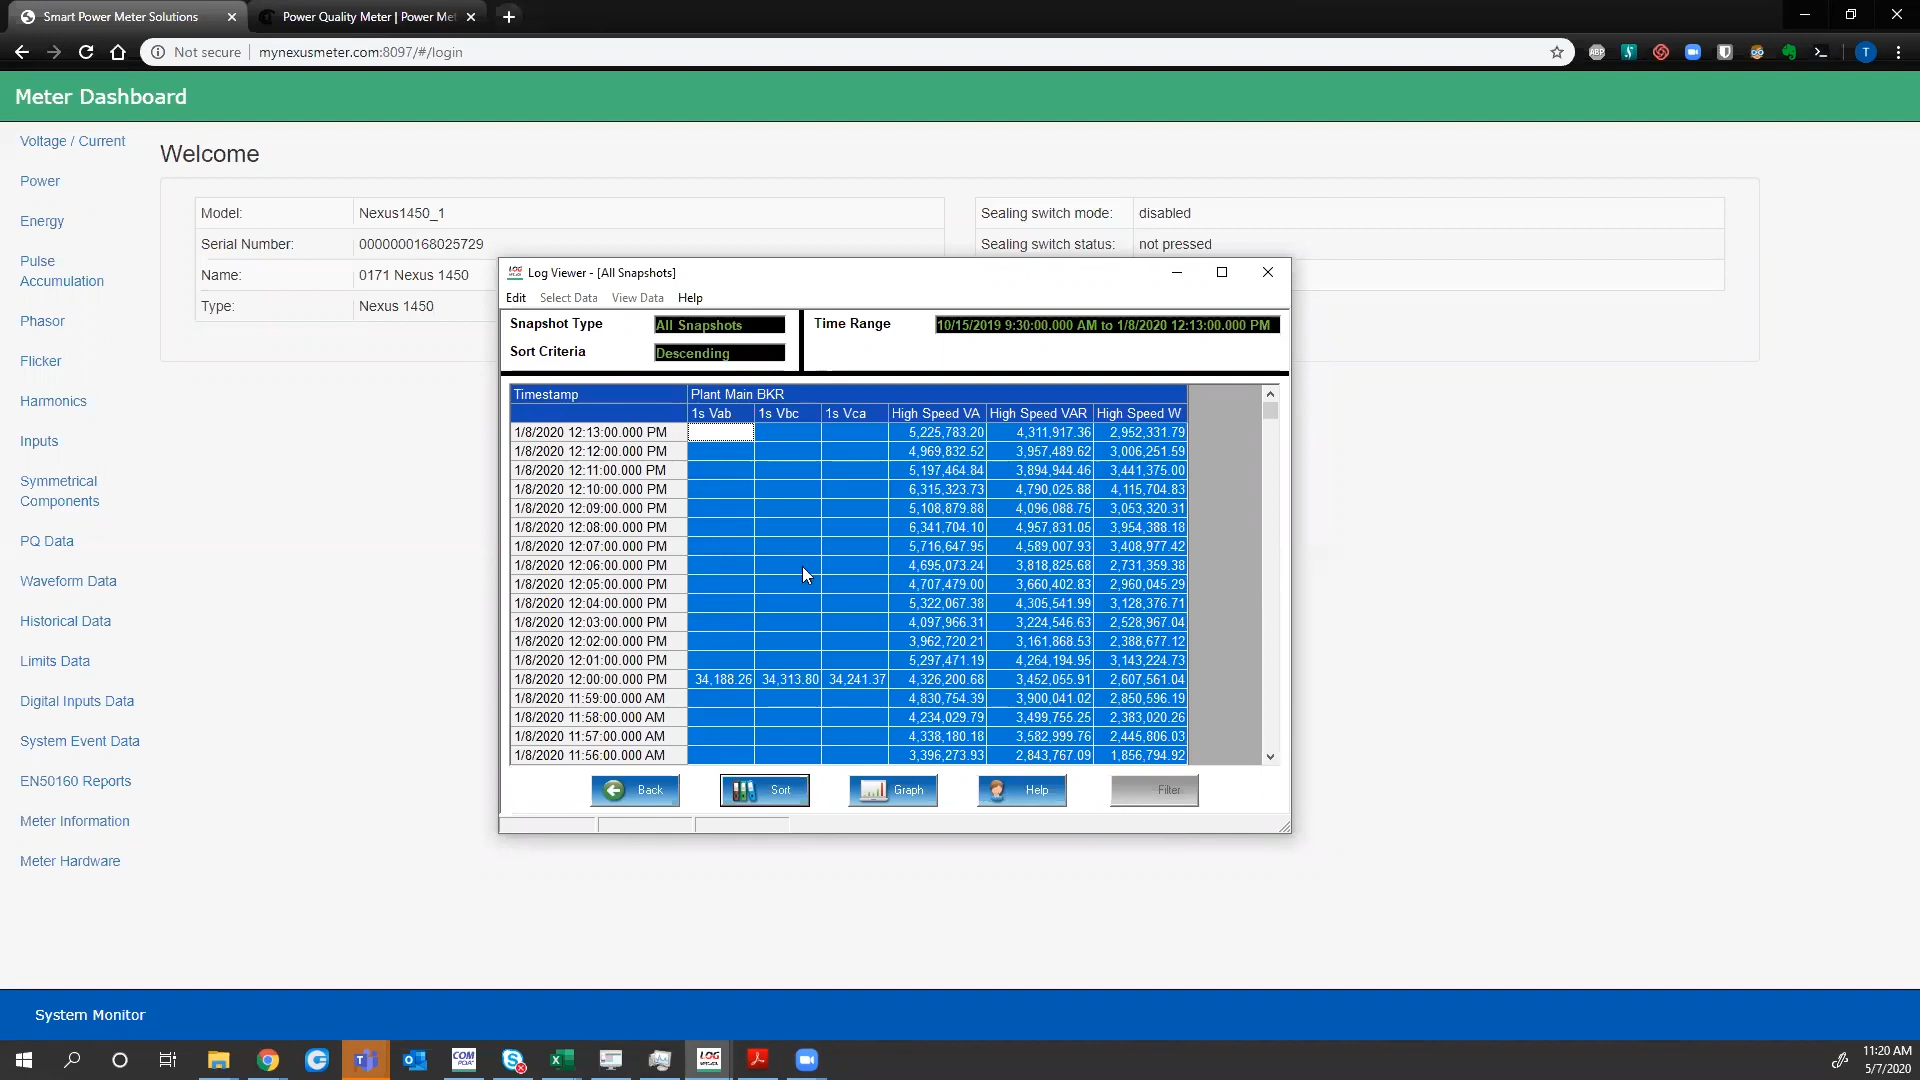 Smart Power Meter Solutions
Power Quality Meter | Power Me
Not secure
mynexusmeter.com:8097/#/login
ABP
T
Meter Dashboard
Voltage / Current
Power
Energy
Pulse
Accumulation
Phasor
Flicker
Harmonics
Inputs
Symmetrical
Components
PQ Data
Waveform Data
Historical Data
Limits Data
Digital Inputs Data
System Event Data
EN50160 Reports
Meter Information
Meter Hardware
Welcome
Model: Nexus1450_1
Serial Number: 0000000168025729
Name: 0171 Nexus 1450
Type: Nexus 1450
Sealing switch mode: disabled
Sealing switch status: not pressed
LOG Log Viewer - [All Snapshots]
Edit Select Data View Data Help
Snapshot Type All Snapshots
Sort Criteria Descending
Time Range 10/15/2019 9:30:00.000 AM to 1/8/2020 12:13:00.000 PM
Timestamp Plant Main BKR
1s Vab 1s Vbc 1s Vca High Speed VA High Speed VAR High Speed W
1/8/2020 12:13:00.000 PM 5,225,783.20 4,311,917.36 2,952,331.79
1/8/2020 12:12:00.000 PM 4,969,832.52 3,957,489.62 3,006,251.59
1/8/2020 12:11:00.000 PM 5,197,464.84 3,894,944.46 3,441,375.00
1/8/2020 12:10:00.000 PM 6,315,323.73 4,790,025.88 4,115,704.83
1/8/2020 12:09:00.000 PM 5,108,879.88 4,096,088.75 3,053,320.31
1/8/2020 12:08:00.000 PM 6,341,704.10 4,957,831.05 3,954,388.18
1/8/2020 12:07:00.000 PM 5,716,647.95 4,589,007.93 3,408,977.42
1/8/2020 12:06:00.000 PM 4,695,073.24 3,818,825.68 2,731,359.38
1/8/2020 12:05:00.000 PM 4,707,479.00 3,660,402.83 2,960,045.29
1/8/2020 12:04:00.000 PM 5,322,067.38 4,305,541.99 3,128,376.71
1/8/2020 12:03:00.000 PM 4,097,966.31 3,224,546.63 2,528,967.04
1/8/2020 12:02:00.000 PM 3,962,720.21 3,161,868.53 2,388,677.12
1/8/2020 12:01:00.000 PM 5,297,471.19 4,264,194.95 3,143,224.73
1/8/2020 12:00:00.000 PM 34,188.26 34,313.80 34,241.37 4,326,200.68 3,452,055.91 2,607,561.04
1/8/2020 11:59:00.000 AM 4,830,754.39 3,900,041.02 2,850,596.19
1/8/2020 11:58:00.000 AM 4,234,029.79 3,499,755.25 2,383,020.26
1/8/2020 11:57:00.000 AM 4,338,180.18 3,582,999.76 2,445,806.03
1/8/2020 11:56:00.000 AM 3,396,273.93 2,843,767.09 1,856,794.92
Back Sort Graph Help Filter
System Monitor
COM LOG
11:20 AM
5/7/2020